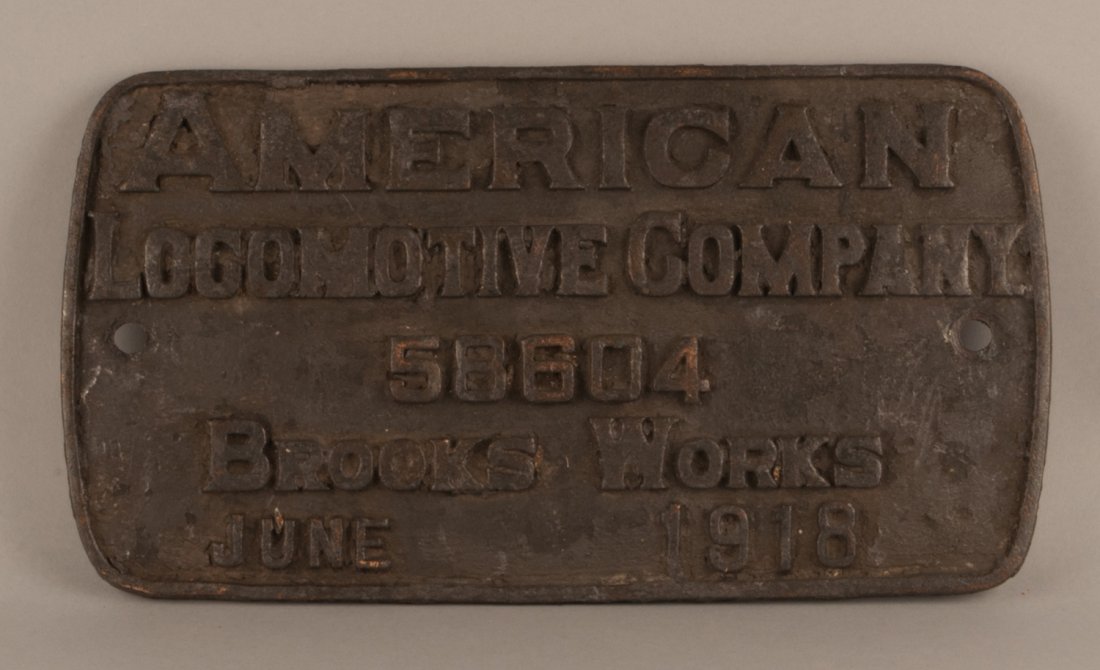 AMERICAN
LOCOMOTIVE COMPANY.
58604
BROOKS WORKS
JUNE 1918